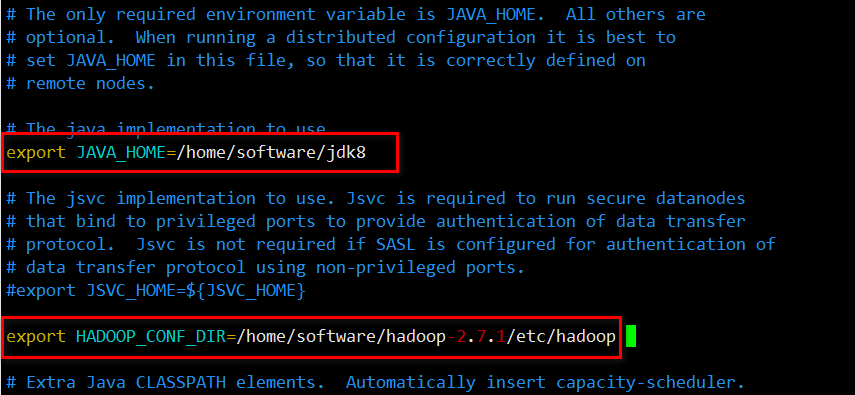 # The only required environment variable is JAVA_HOME.  All others are
# optional.  When running a distributed configuration it is best to
# set JAVA_HOME in this file, so that it is correctly defined on
# remote nodes.
# The java implementation to use
export JAVA_HOME=/home/software/jdk8
# The jsvc implementation to use. Jsvc is required to run secure datanodes
# that bind to privileged ports to provide authentication of data transfer
# protocol.  Jsvc is not required if SASL is configured for authentication of
# data transfer protocol using non-privileged ports.
#export JSVC_HOME=${JSVC_HOME}
export HADOOP_CONF_DIR=/home/software/hadoop-2.7.1/etc/hadoop
# Extra Java CLASSPATH elements.  Automatically insert capacity-scheduler.